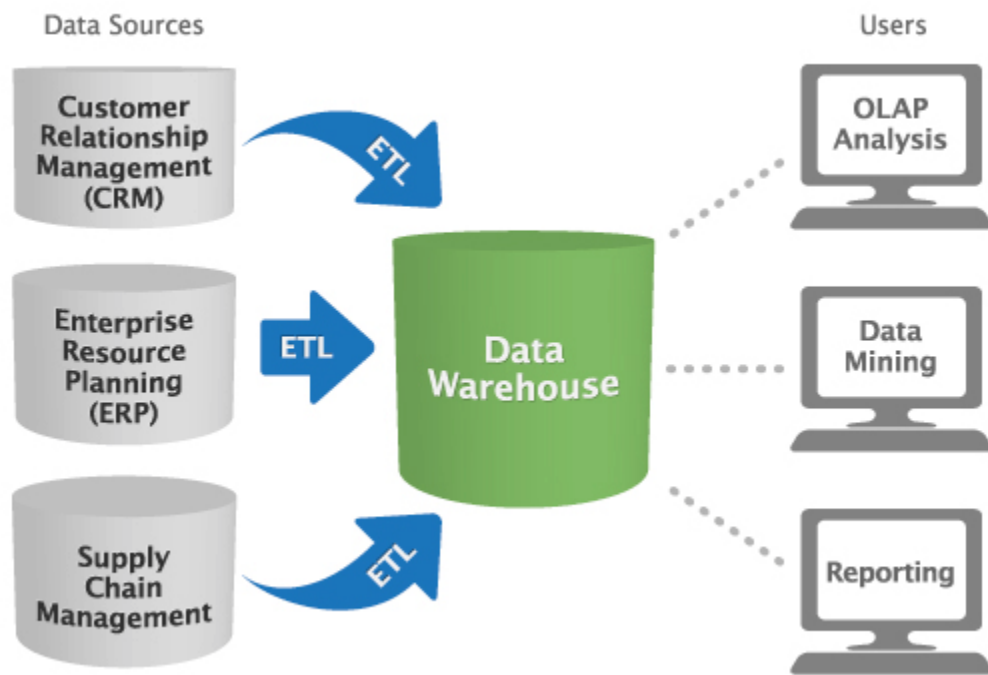 Data Sources
Users
Customer
Relationship
Management
(CRM)
ETL
OLAP
Analysis
Enterprise
Resource
Planning
(ERP)
ETL
Data
Warehouse
Data
Mining
Supply
Chain
Management
ETL
Reporting